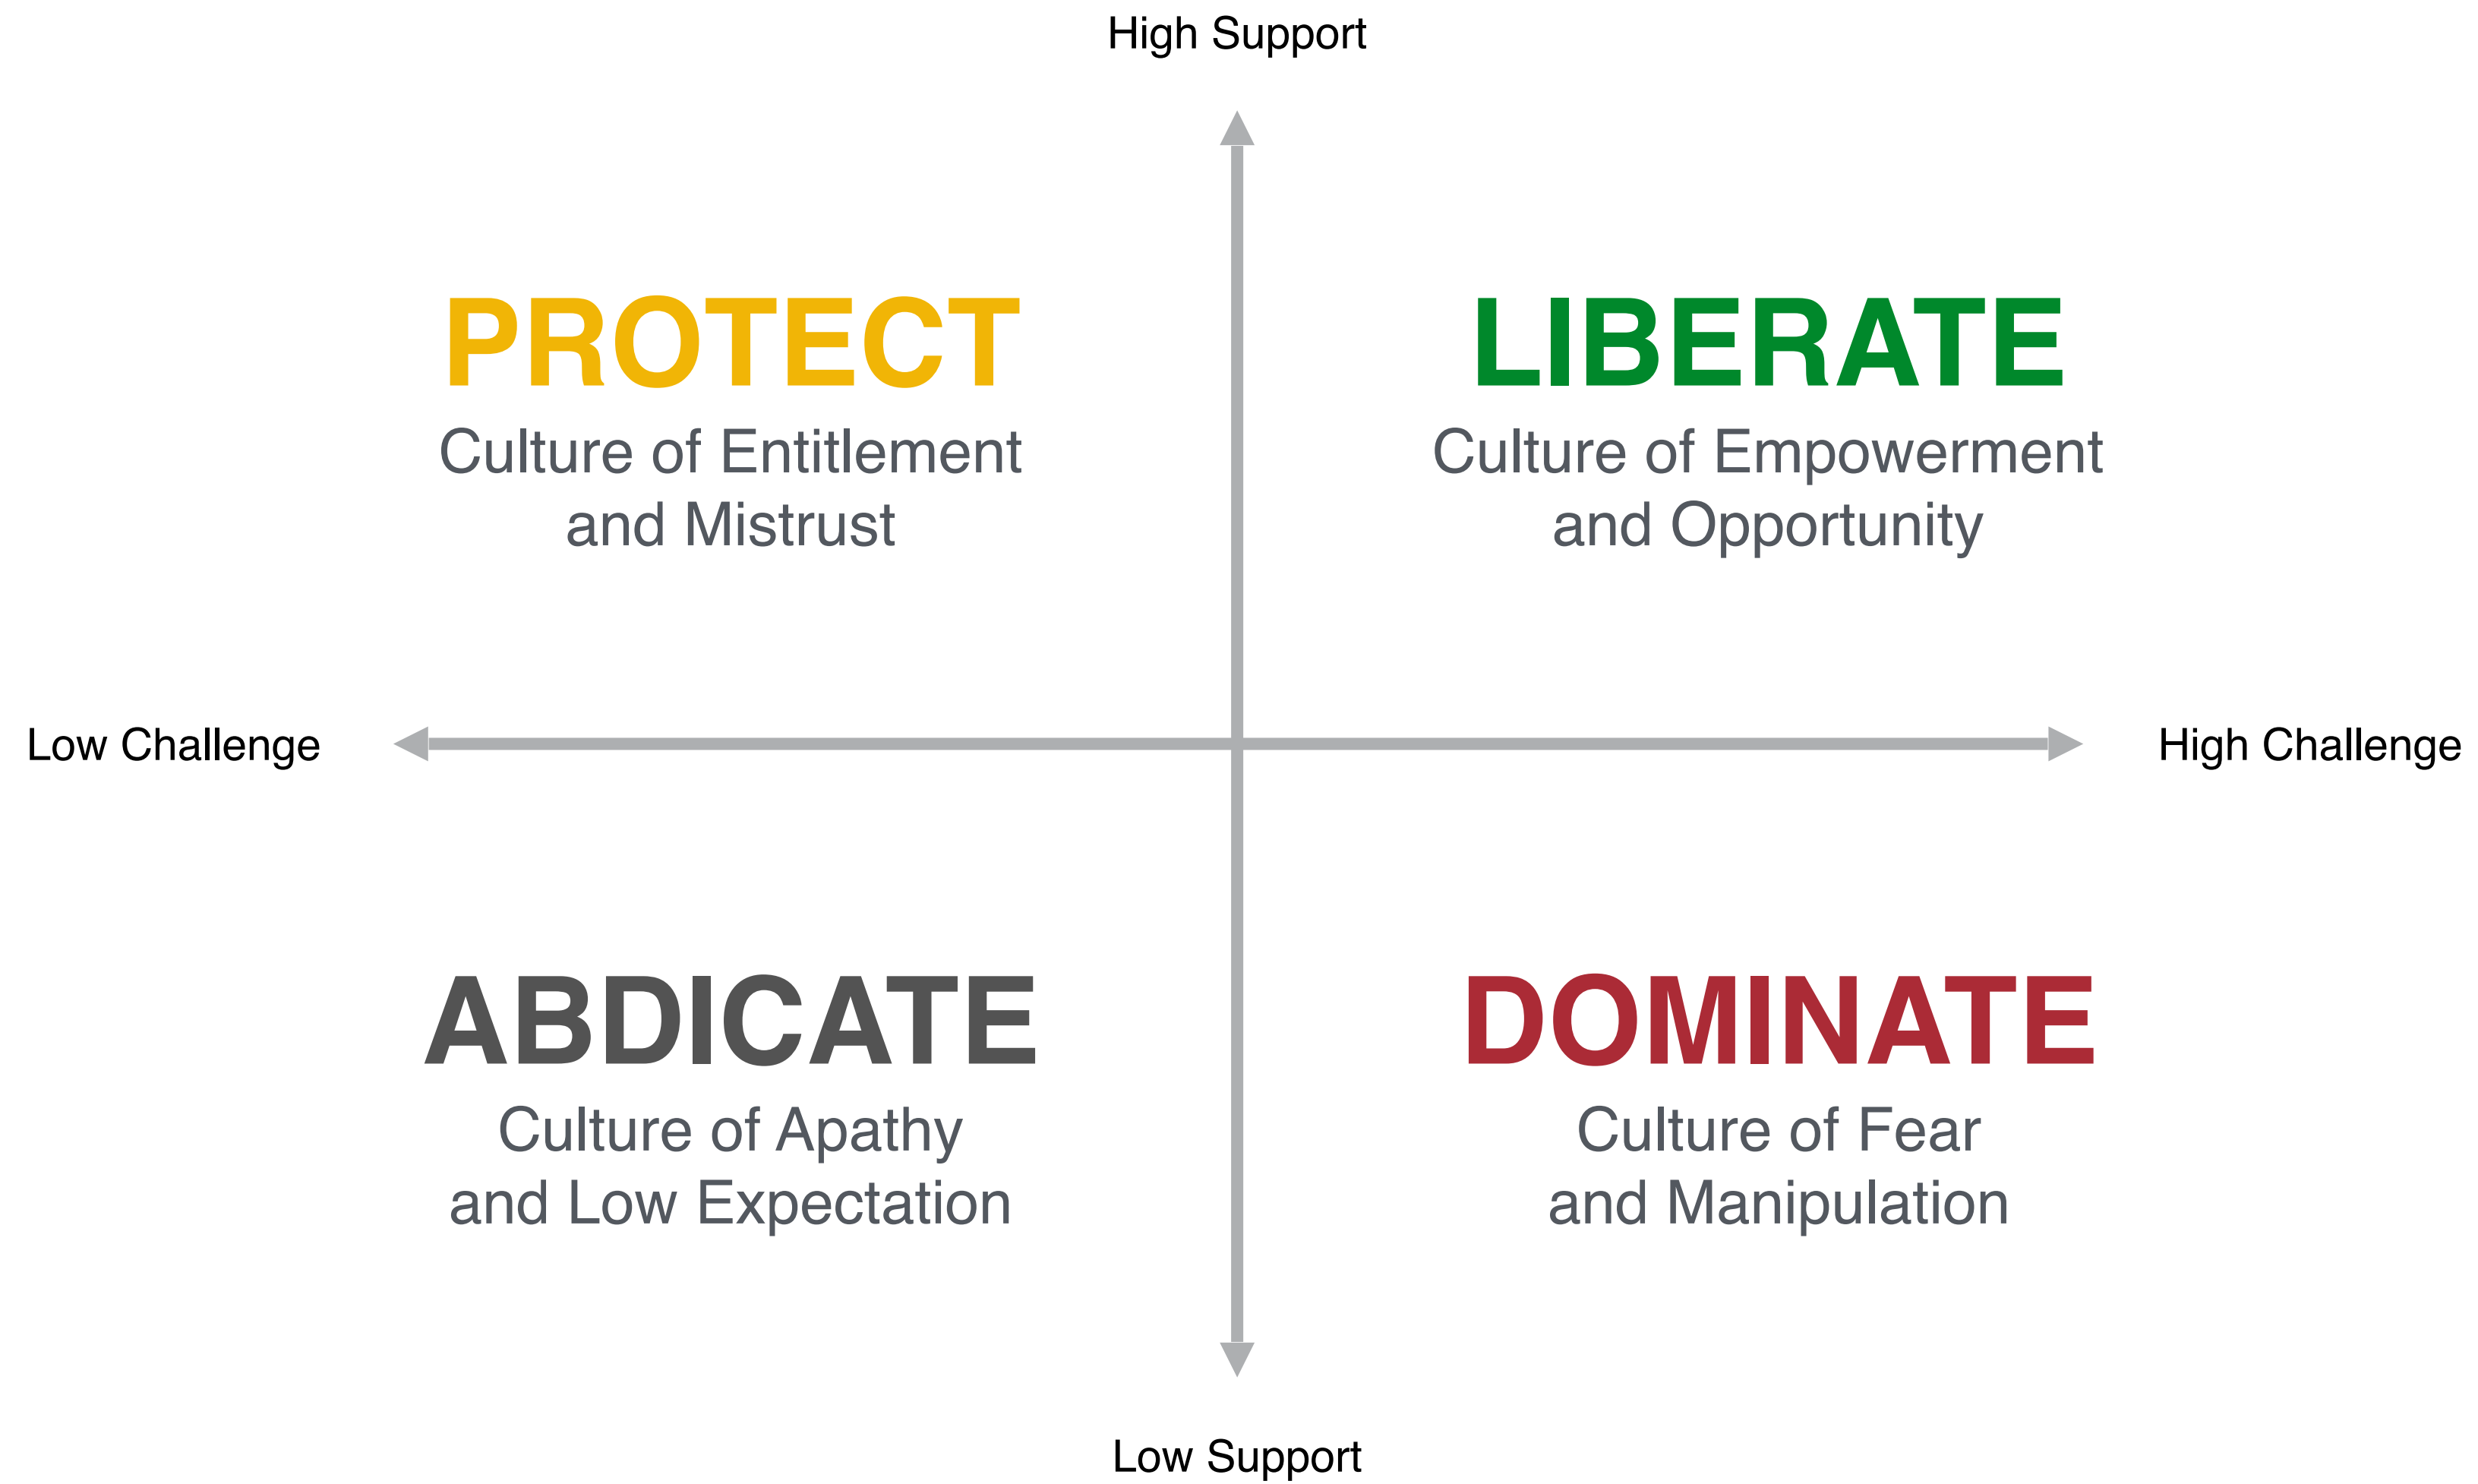 High Support
PROTECT
Culture of Entitlement
and Mistrust
LIBERATE
Culture of Empowerment
and Opportunity
Low Challenge
High Challenge
ABDICATE
Culture of Apathy
and Low Expectation
DOMINATE
Culture of Fear
and Manipulation
Low Support